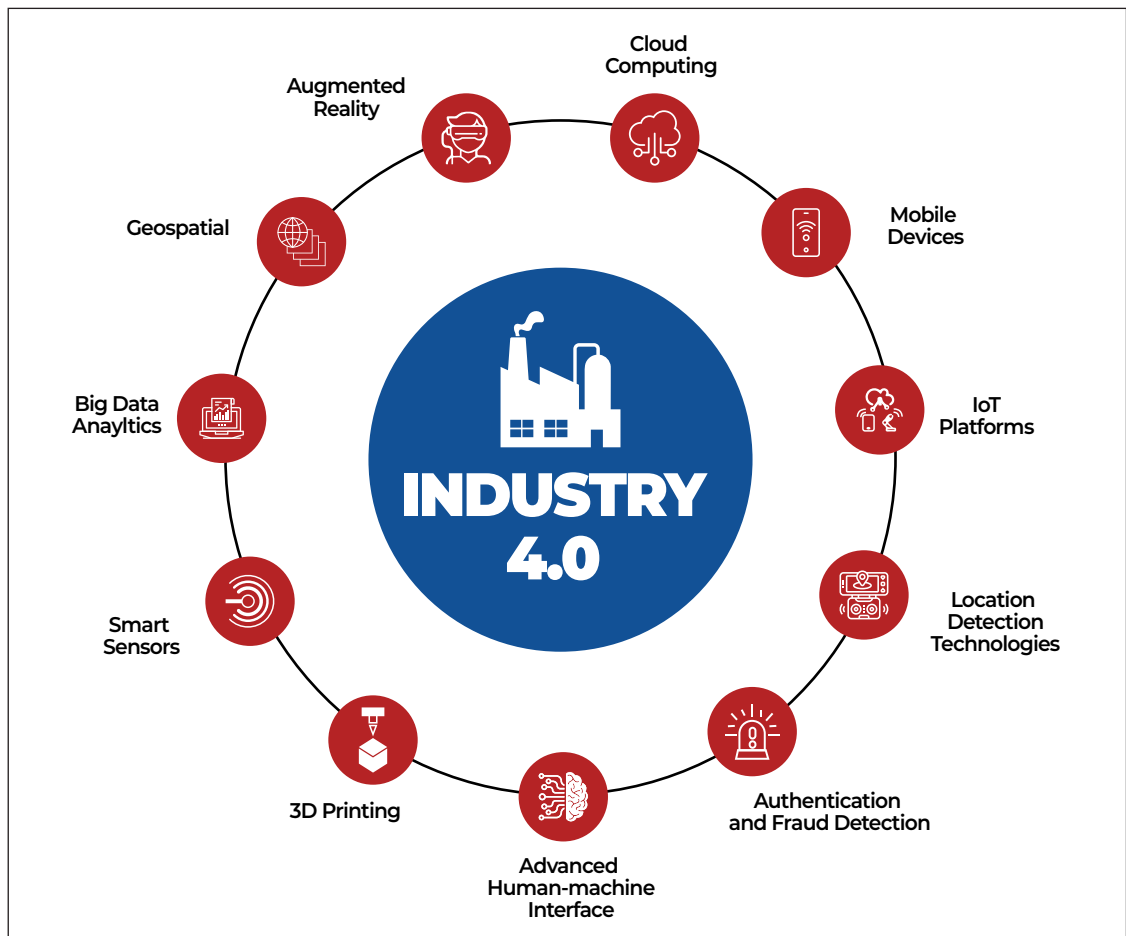 Cloud
Computing
Augmented
Reality
Mobile
Devices
Geospatial
IoT
Platforms
Big Data
Anayltics
INDUSTRY
4.0
Location
Detection
Technologies
Smart
Sensors
Authentication
and Fraud Detection
3D Printing
Advanced
Human-machine
Interface